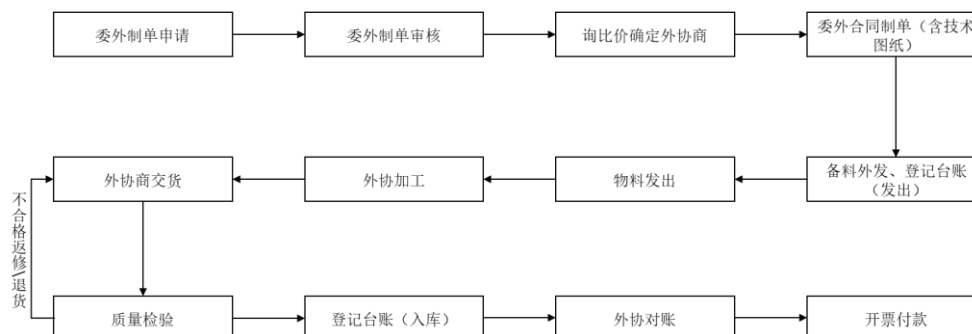 委外制单申请
委外制单审核
询比价确定外协商
委外合同制单（含技术
图纸）
外协商交货
外协加工
物料发出
备料外发、登记台账
（发出）
不合格返修\退货
质量检验
登记台账（入库）
外协对账
开票付款